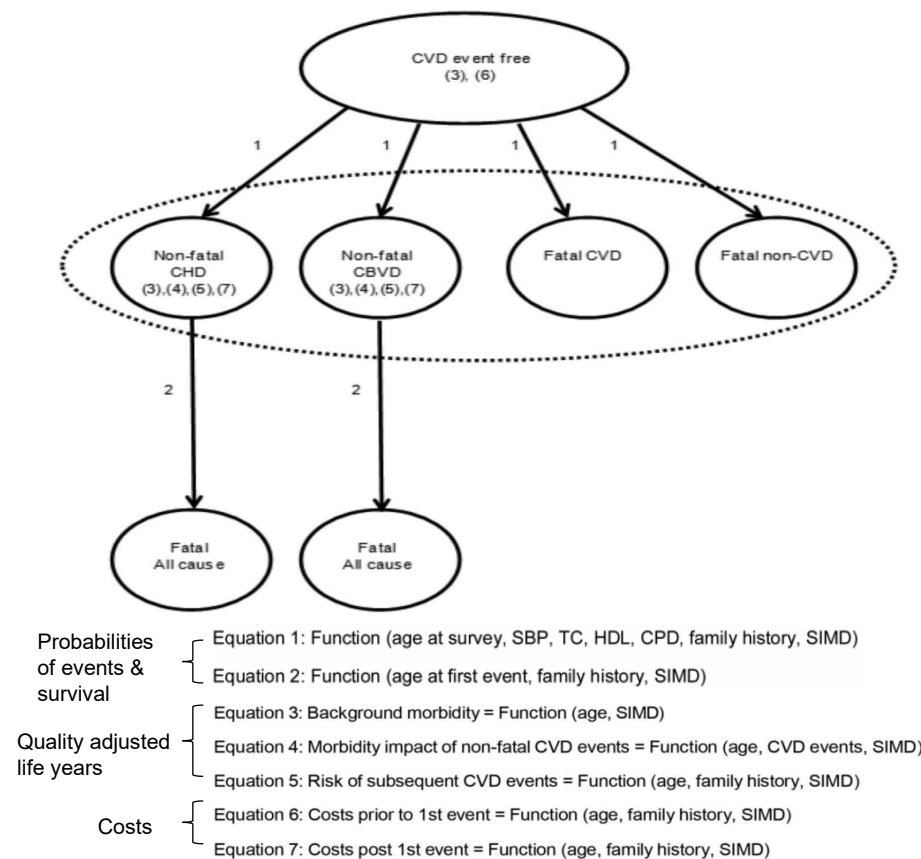 CVD event free
(3), (6)
1
1
1
1
Non-fatal
CHD
(3),(4),(5),(7)
Non-fatal
CBVD
(3),(4),(5),(7)
Fatal CVD
Fatal non-CVD
2
2
Fatal
All cause
Fatal
All cause
Probabilities
of events &
survival
Equation 1: Function (age at survey, SBP, TC, HDL, CPD, family history, SIMD)
Equation 2: Function (age at first event, family history, SIMD)
Quality adjusted
life years
Equation 3: Background morbidity = Function (age, SIMD)
Equation 4: Morbidity impact of non-fatal CVD events = Function (age, CVD events, SIMD)
Equation 5: Risk of subsequent CVD events = Function (age, family history, SIMD)
Costs
Equation 6: Costs prior to 1st event = Function (age, family history, SIMD)
Equation 7: Costs post 1st event = Function (age, family history, SIMD)